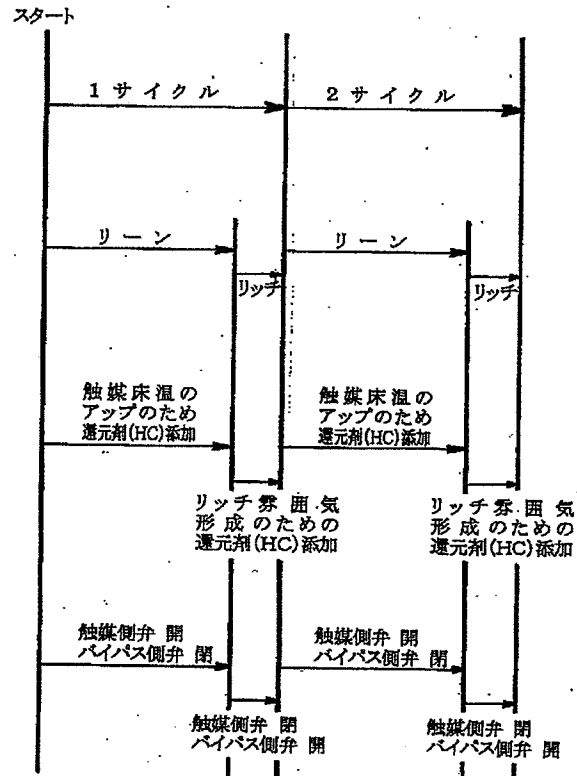 スタート
1サイクル
2サイクル
リーン
リーン
リッチ
リッチ
触媒床温の
アップのため
還元剤(HC)添加
触媒床温の
アップのため
還元剤(HC)添加
リッチ雰囲気
形成のための
還元剤(HC)添加
リッチ雰囲気
形成のための
還元剤(HC)添加
触媒側弁 開
バイパス側弁 閉
触媒側弁 開
バイパス側弁 閉
触媒側弁 閉
バイパス側弁 開
触媒側弁 閉
バイパス側弁 開